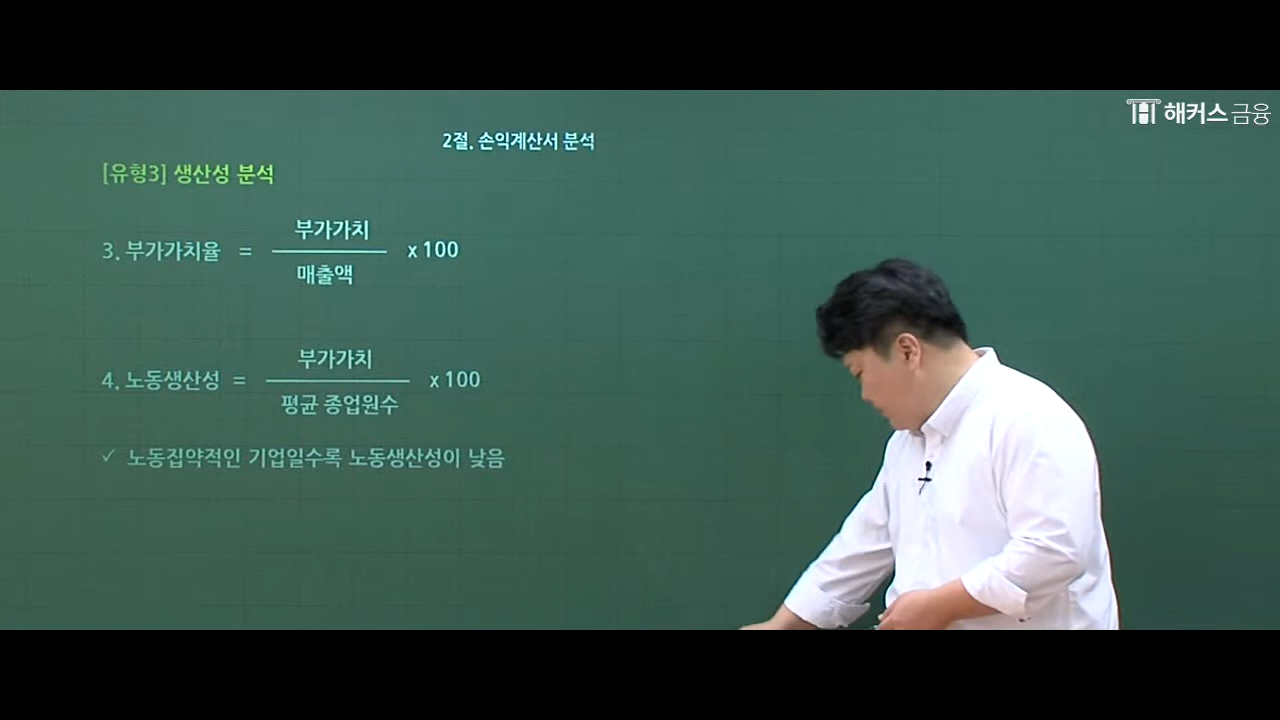 해커스 금융
2절. 손익계산서 분석
[유형3] 생산성 분석
부가가치
3. 부가가치율 = x 100
매출액
부가가치
4. 노동생산성 = x 100
평균 종업원수
✓ 노동집약적인 기업일수록 노동생산성이 낮음